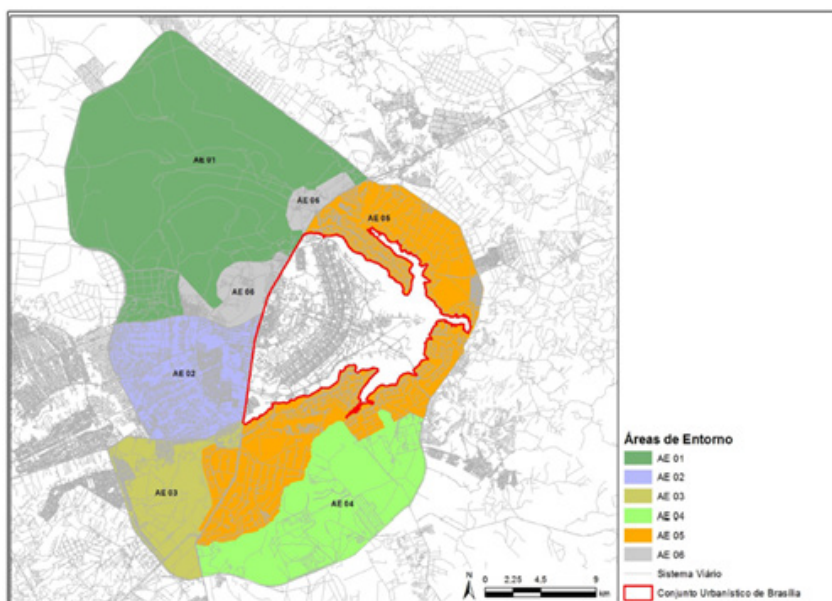 AE 01
AE 06
AE 05
AE 06
AE 02
AE 03
AE 04
N
0 2.25 4.5 9
km
Áreas de Entorno
AE 01
AE 02
AE 03
AE 04
AE 05
AE 06
Sistema Viário
Conjunto Urbanístico de Brasília